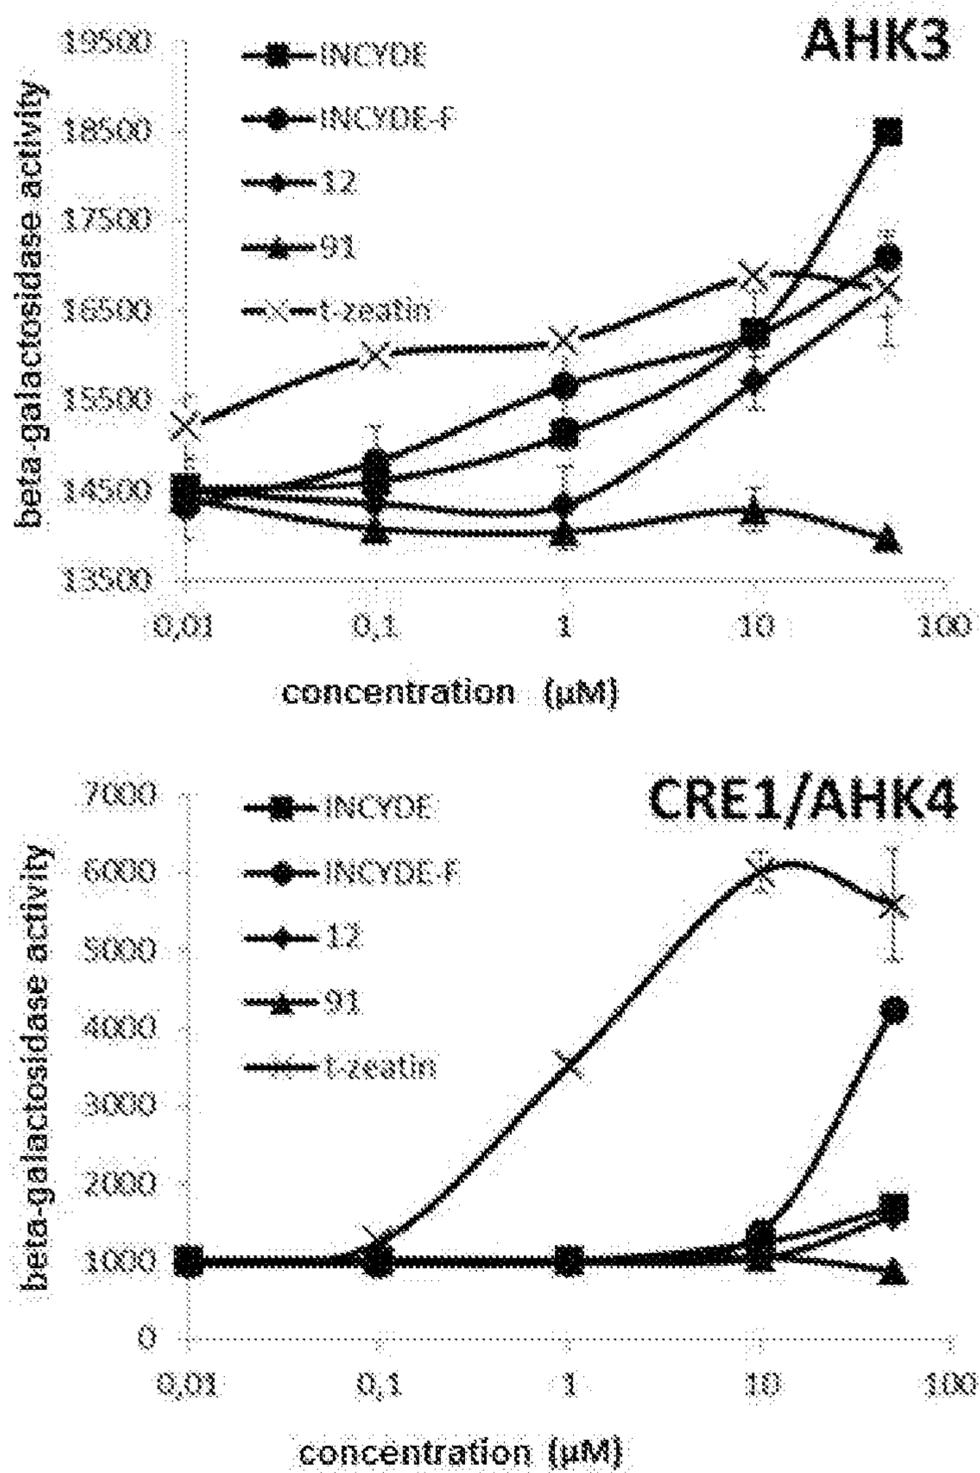 AHK3
beta-galactosidase activity
19500
18500
17500
16500
15500
14500
13500
INCYDE
INCYDE-F
12
91
t-zeatin
0,01 0,1 1 10 100
concentration (µM)
CRE1/AHK4
beta-galactosidase activity
7000
6000
5000
4000
3000
2000
1000
0
INCYDE
INCYDE-F
12
91
t-zeatin
0,01 0,1 1 10 100
concentration (µM)